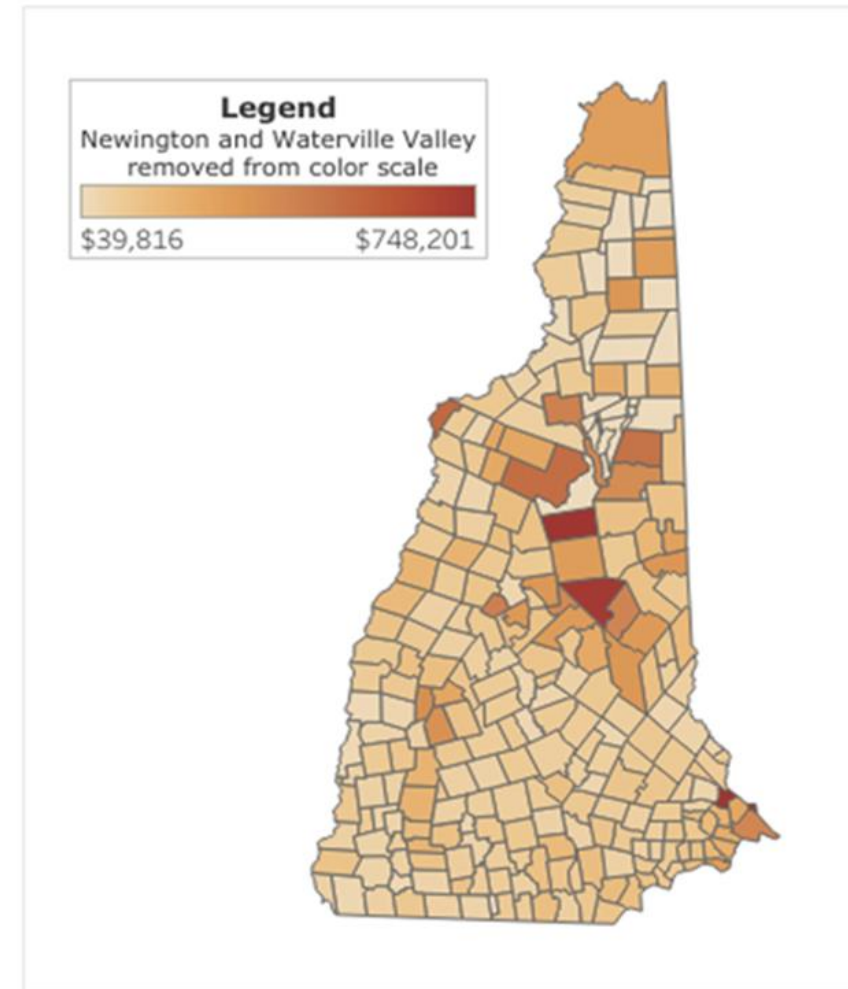 Legend
Newington and Waterville Valley
removed from color scale
$39,816 $748,201